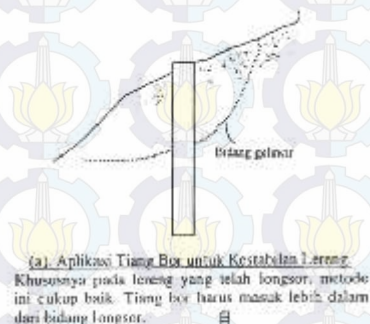 Bidang gelincir
(a). Aplikasi Tiang Bor untuk Kestabilan Lereng
Khususnya pada lereng yang telah longsor, metode
ini cukup baik. Tiang bor harus masuk lebih dalam
dari bidang longsor.